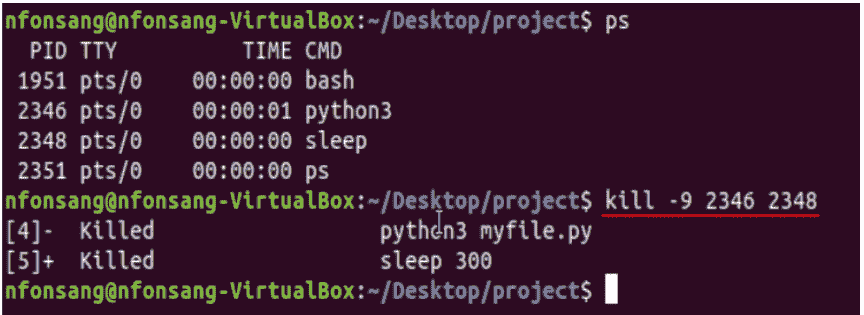 nfonsang@nfonsang-VirtualBox:~/Desktop/project$ ps
  PID TTY          TIME CMD
 1951 pts/0    00:00:00 bash
 2346 pts/0    00:00:01 python3
 2348 pts/0    00:00:00 sleep
 2351 pts/0    00:00:00 ps
nfonsang@nfonsang-VirtualBox:~/Desktop/project$ kill -9 2346 2348
[4]-  Killed                  python3 myfile.py
[5]+  Killed                  sleep 300
nfonsang@nfonsang-VirtualBox:~/Desktop/project$